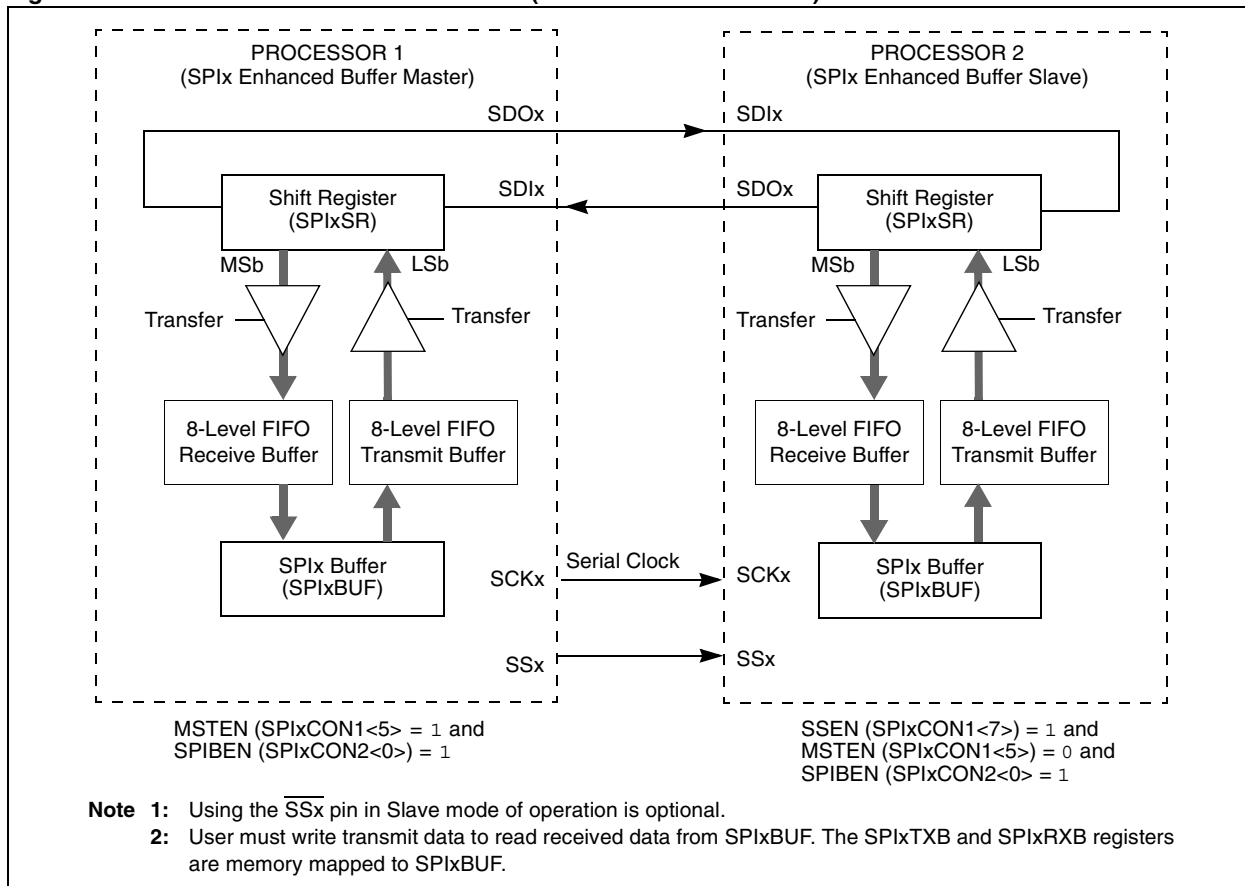 PROCESSOR 1
(SPIx Enhanced Buffer Master)
PROCESSOR 2
(SPIx Enhanced Buffer Slave)
SDOx
SDIx
Shift Register
(SPIxSR)
SDIx
SDOx
Shift Register
(SPIxSR)
MSb
LSb
MSb
LSb
Transfer
Transfer
Transfer
Transfer
8-Level FIFO
Receive Buffer
8-Level FIFO
Transmit Buffer
8-Level FIFO
Receive Buffer
8-Level FIFO
Transmit Buffer
SPIx Buffer
(SPIxBUF)
SCKx
Serial Clock
SCKx
SPIx Buffer
(SPIxBUF)
SSx
SSx
MSTEN (SPIxCON1<5> = 1 and
SPIBEN (SPIxCON2<0>) = 1
SSEN (SPIxCON1<7>) = 1 and
MSTEN (SPIxCON1<5>) = 0 and
SPIBEN (SPIxCON2<0> = 1
Note 1: Using the SSx pin in Slave mode of operation is optional.
2: User must write transmit data to read received data from SPIxBUF. The SPIxTXB and SPIxRXB registers
are memory mapped to SPIxBUF.